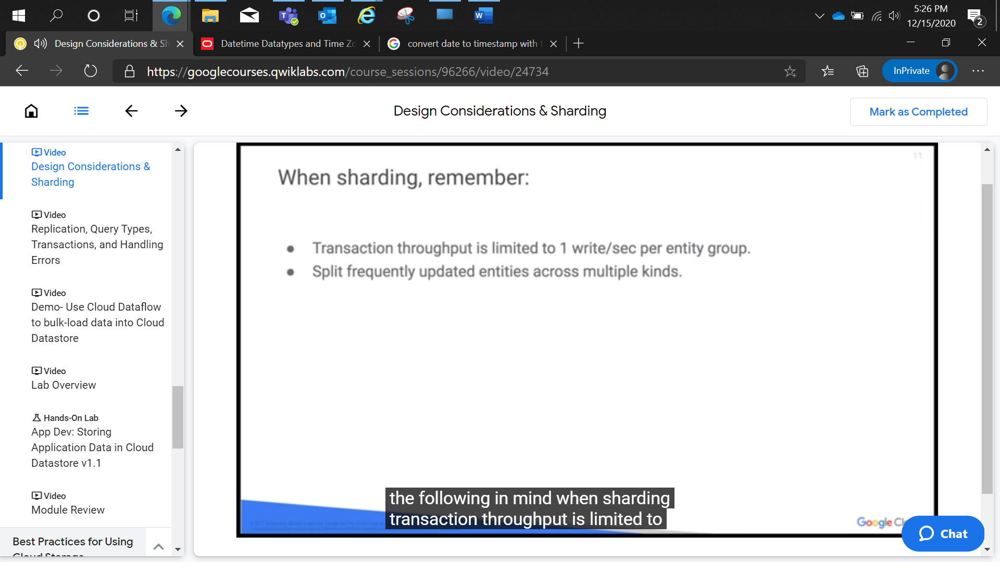 5:26 PM
12/15/2020
2
Design Considerations & Sh
Datetime Datatypes and Time Zo
convert date to timestamp with t
https://googlecourses.qwiklabs.com/course_sessions/96266/video/24734
InPrivate
Design Considerations & Sharding
Mark as Completed
Video
Design Considerations &
Sharding
Video
Replication, Query Types,
Transactions, and Handling
Errors
Video
Demo- Use Cloud Dataflow
to bulk-load data into Cloud
Datastore
Video
Lab Overview
Hands-On Lab
App Dev: Storing
Application Data in Cloud
Datastore v1.1
Video
Module Review
Best Practices for Using
Cloud Storage
11
When sharding, remember:
● Transaction throughput is limited to 1 write/sec per entity group.
● Split frequently updated entities across multiple kinds.
the following in mind when sharding
transaction throughput is limited to
Google Cl
Chat